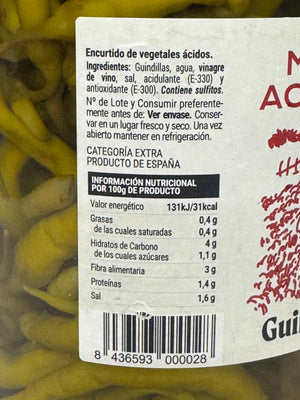 Encurtido de vegetales ácidos.
Ingredientes: Guindillas, agua, vinagre
de vino, sal, acidulante (E-330) y
antioxidante (E-300). Contiene sulfitos.
Nº de Lote y Consumir preferente-
mente antes de: Ver envase. Conser-
var en un lugar fresco y seco. Una vez
abierto mantener en refrigeración.
CATEGORÍA EXTRA
PRODUCTO DE ESPAÑA
INFORMACIÓN NUTRICIONAL
POR 100g DE PRODUCTO
Valor energético 131kJ/31kcal
Grasas 0,4 g
de las cuales saturadas 0,4 g
Hidratos de Carbono 4 g
de los cuales azúcares 1,1 g
Fibra alimentaria 3 g
Proteínas 1,4 g
Sal 1,6 g
8 436593 000028